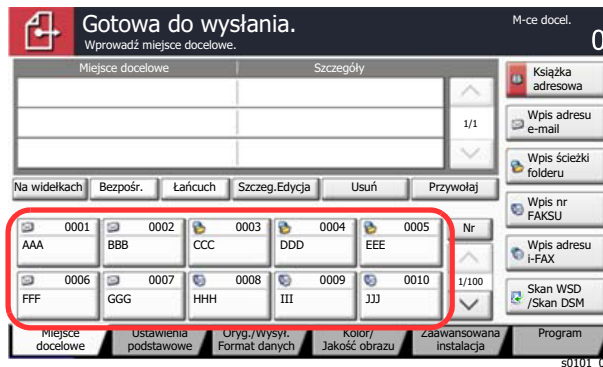 Gotowa do wysłania.
Wprowadź miejsce docelowe.
M-ce docel.
0
Miejsce docelowe
Szczegóły
1/1
Na widełkach
Bezpośr.
Łańcuch
Szczeg.Edycja
Usuń
Przywołaj
0001
AAA
0002
BBB
0003
CCC
0004
DDD
0005
EEE
0006
FFF
0007
GGG
0008
HHH
0009
III
0010
JJJ
Nr
1/100
Książka
adresowa
Wpis adresu
e-mail
Wpis ścieżki
folderu
Wpis nr
FAKSU
Wpis adresu
i-FAX
Skan WSD
/Skan DSM
Miejsce
docelowe
Ustawienia
podstawowe
Oryg./Wysył.
Format danych
Kolor/
Jakość obrazu
Zaawansowana
instalacja
Program
s0101_0